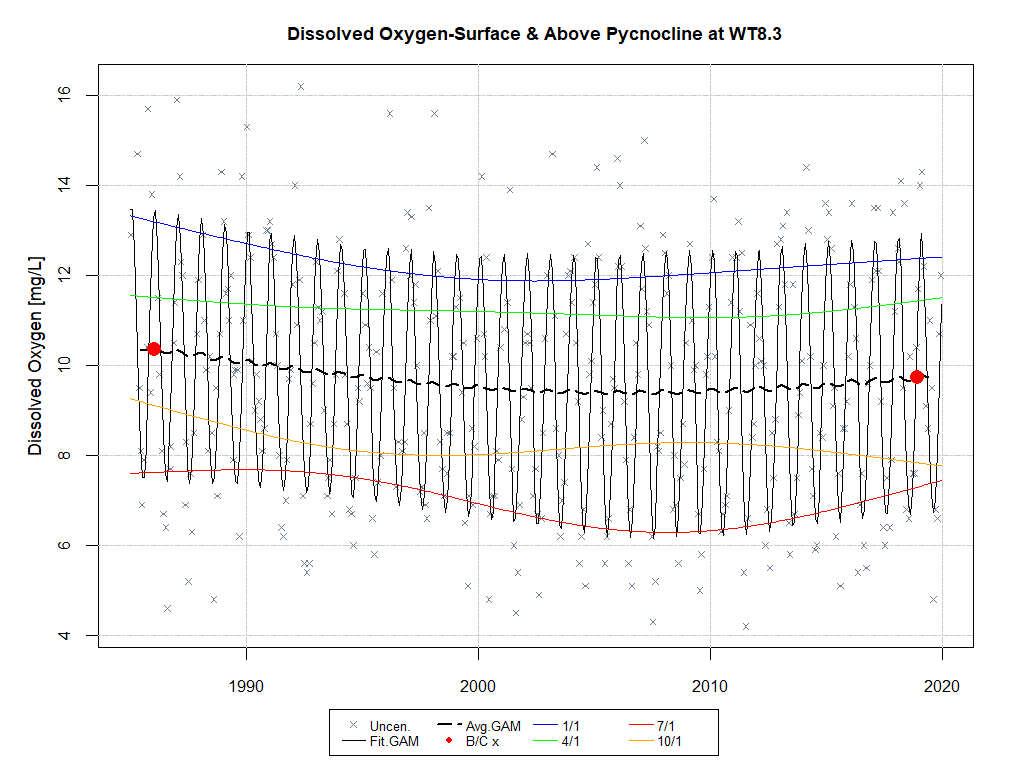 Dissolved Oxygen-Surface & Above Pycnocline at WT8.3
Dissolved Oxygen [mg/L]
16
14
12
10
8
6
4
1990 2000 2010 2020
Uncen. Avg.GAM 1/1 7/1
Fit.GAM B/C x 4/1 10/1